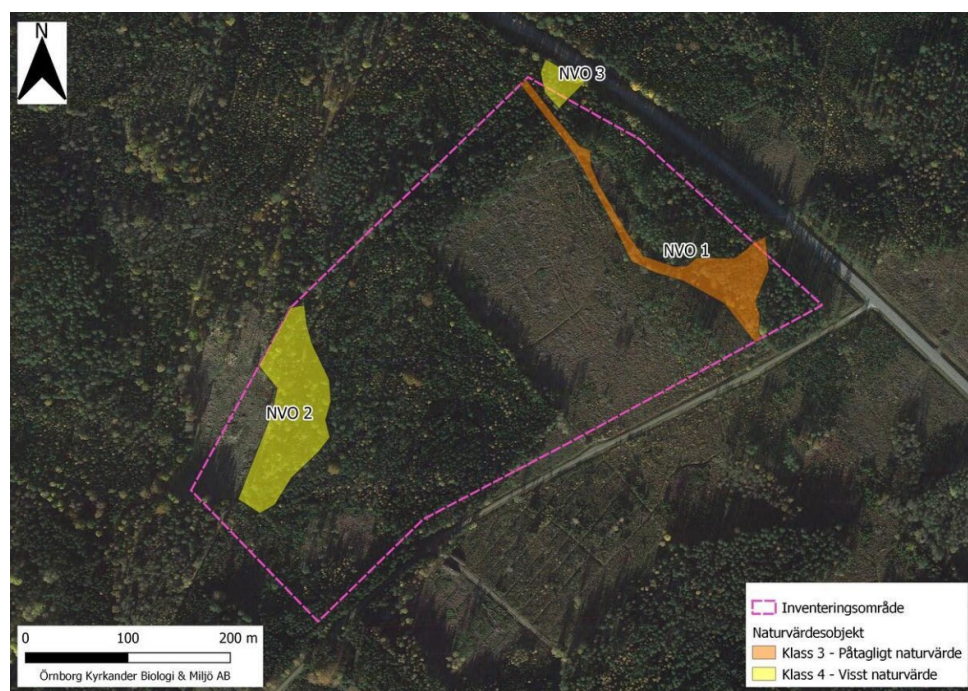 N
NVO 3
NVO 1
NVO 2
Inventeringsområde
Naturvärdesobjekt
Klass 3 - Påtagligt naturvärde
Klass 4 - Visst naturvärde
0 100 200 m
Örnborg Kyrkander Biologi & Miljö AB